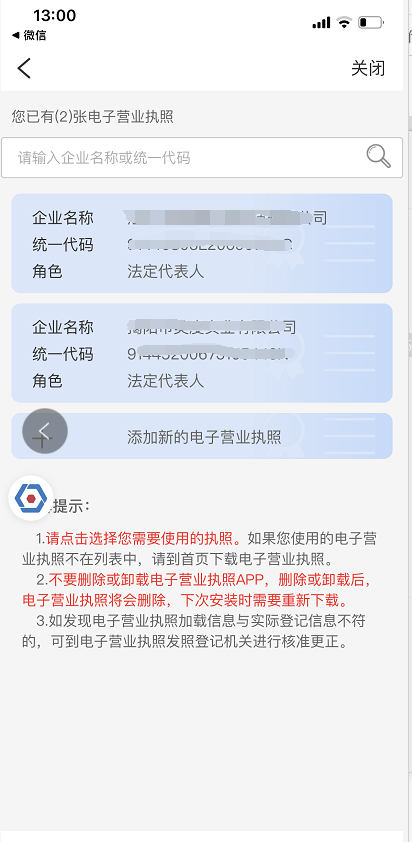 13:00
微信
关闭
您已有(2)张电子营业执照
请输入企业名称或统一代码
企业名称 公司
统一代码
角色 法定代表人
企业名称 实业有限公司
统一代码
角色 法定代表人
添加新的电子营业执照
提示：
1.请点击选择您需要使用的执照。如果您使用的电子营
业执照不在列表中，请到首页下载电子营业执照。
2.不要删除或卸载电子营业执照APP，删除或卸载后，
电子营业执照将会删除，下次安装时需要重新下载。
3.如发现电子营业执照加载信息与实际登记信息不符
的，可到电子营业执照发照登记机关进行核准更正。